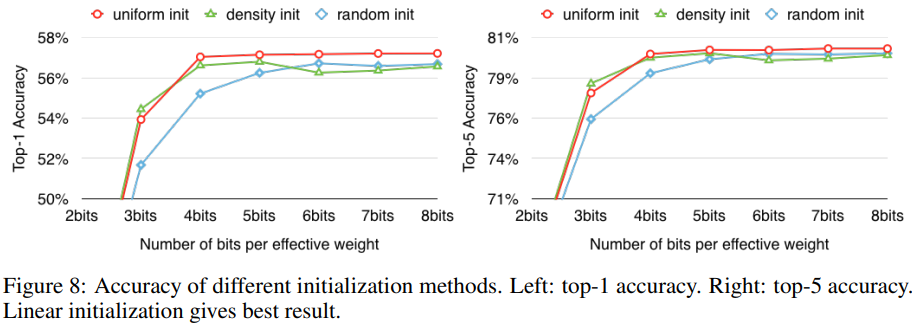 uniform init density init random init
58%
56%
54%
52%
50%
Top-1 Accuracy
2bits 3bits 4bits 5bits 6bits 7bits 8bits
Number of bits per effective weight
uniform init density init random init
81%
79%
76%
74%
71%
Top-5 Accuracy
2bits 3bits 4bits 5bits 6bits 7bits 8bits
Number of bits per effective weight
Figure 8: Accuracy of different initialization methods. Left: top-1 accuracy. Right: top-5 accuracy.
Linear initialization gives best result.